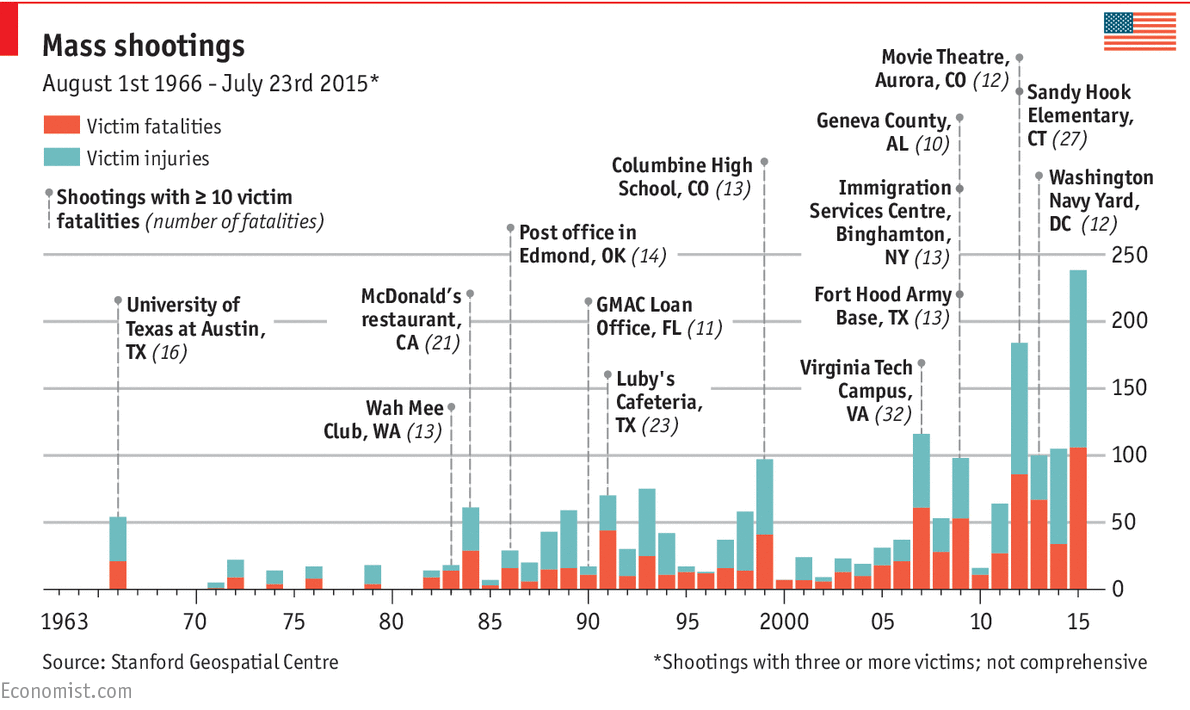 Mass shootings
August 1st 1966 - July 23rd 2015*
Victim fatalities
Victim injuries
Shootings with ≥ 10 victim
fatalities (number of fatalities)
University of
Texas at Austin,
TX (16)
Wah Mee
Club, WA (13)
McDonald's
restaurant,
CA (21)
Post office in
Edmond, OK (14)
GMAC Loan
Office, FL (11)
Luby's
Cafeteria,
TX (23)
Columbine High
School, CO (13)
Virginia Tech
Campus,
VA (32)
Geneva County,
AL (10)
Immigration
Services Centre,
Binghamton,
NY (13)
Fort Hood Army
Base, TX (13)
Movie Theatre,
Aurora, CO (12)
Sandy Hook
Elementary,
CT (27)
Washington
Navy Yard,
DC (12)
250
200
150
100
50
0
1963 70 75 80 85 90 95 2000 05 10 15
Source: Stanford Geospatial Centre
*Shootings with three or more victims; not comprehensive
Economist.com